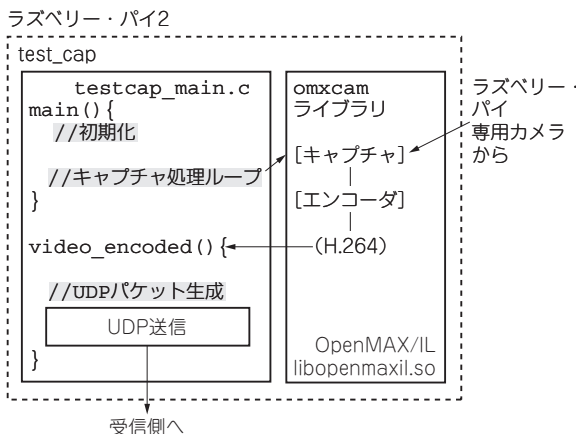 ラズベリー・パイ2
test_cap
testcap_main.c
main(){
//初期化
//キャプチャ処理ループ
}
video_encoded(){
//UDPパケット生成
UDP送信
}
omxcam
ライブラリ
[キャプチャ]
[エンコーダ]
(H.264)
OpenMAX/IL
libopenmaxil.so
ラズベリー・
パイ
専用カメラ
から
受信側へ